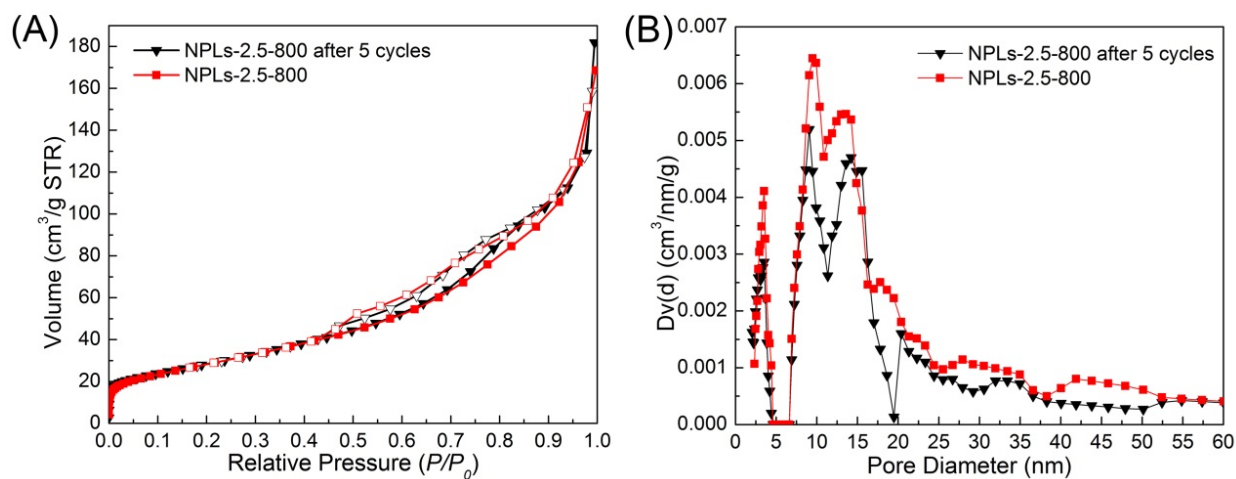 (A)
NPLs-2.5-800 after 5 cycles
NPLs-2.5-800
Volume (cm³/g STR)
180
160
140
120
100
80
60
40
20
0
0.0 0.1 0.2 0.3 0.4 0.5 0.6 0.7 0.8 0.9 1.0
Relative Pressure (P/P₀)
(B)
NPLs-2.5-800 after 5 cycles
NPLs-2.5-800
Dv(d) (cm³/nm/g)
0.007
0.006
0.005
0.004
0.003
0.002
0.001
0.000
0 5 10 15 20 25 30 35 40 45 50 55 60
Pore Diameter (nm)